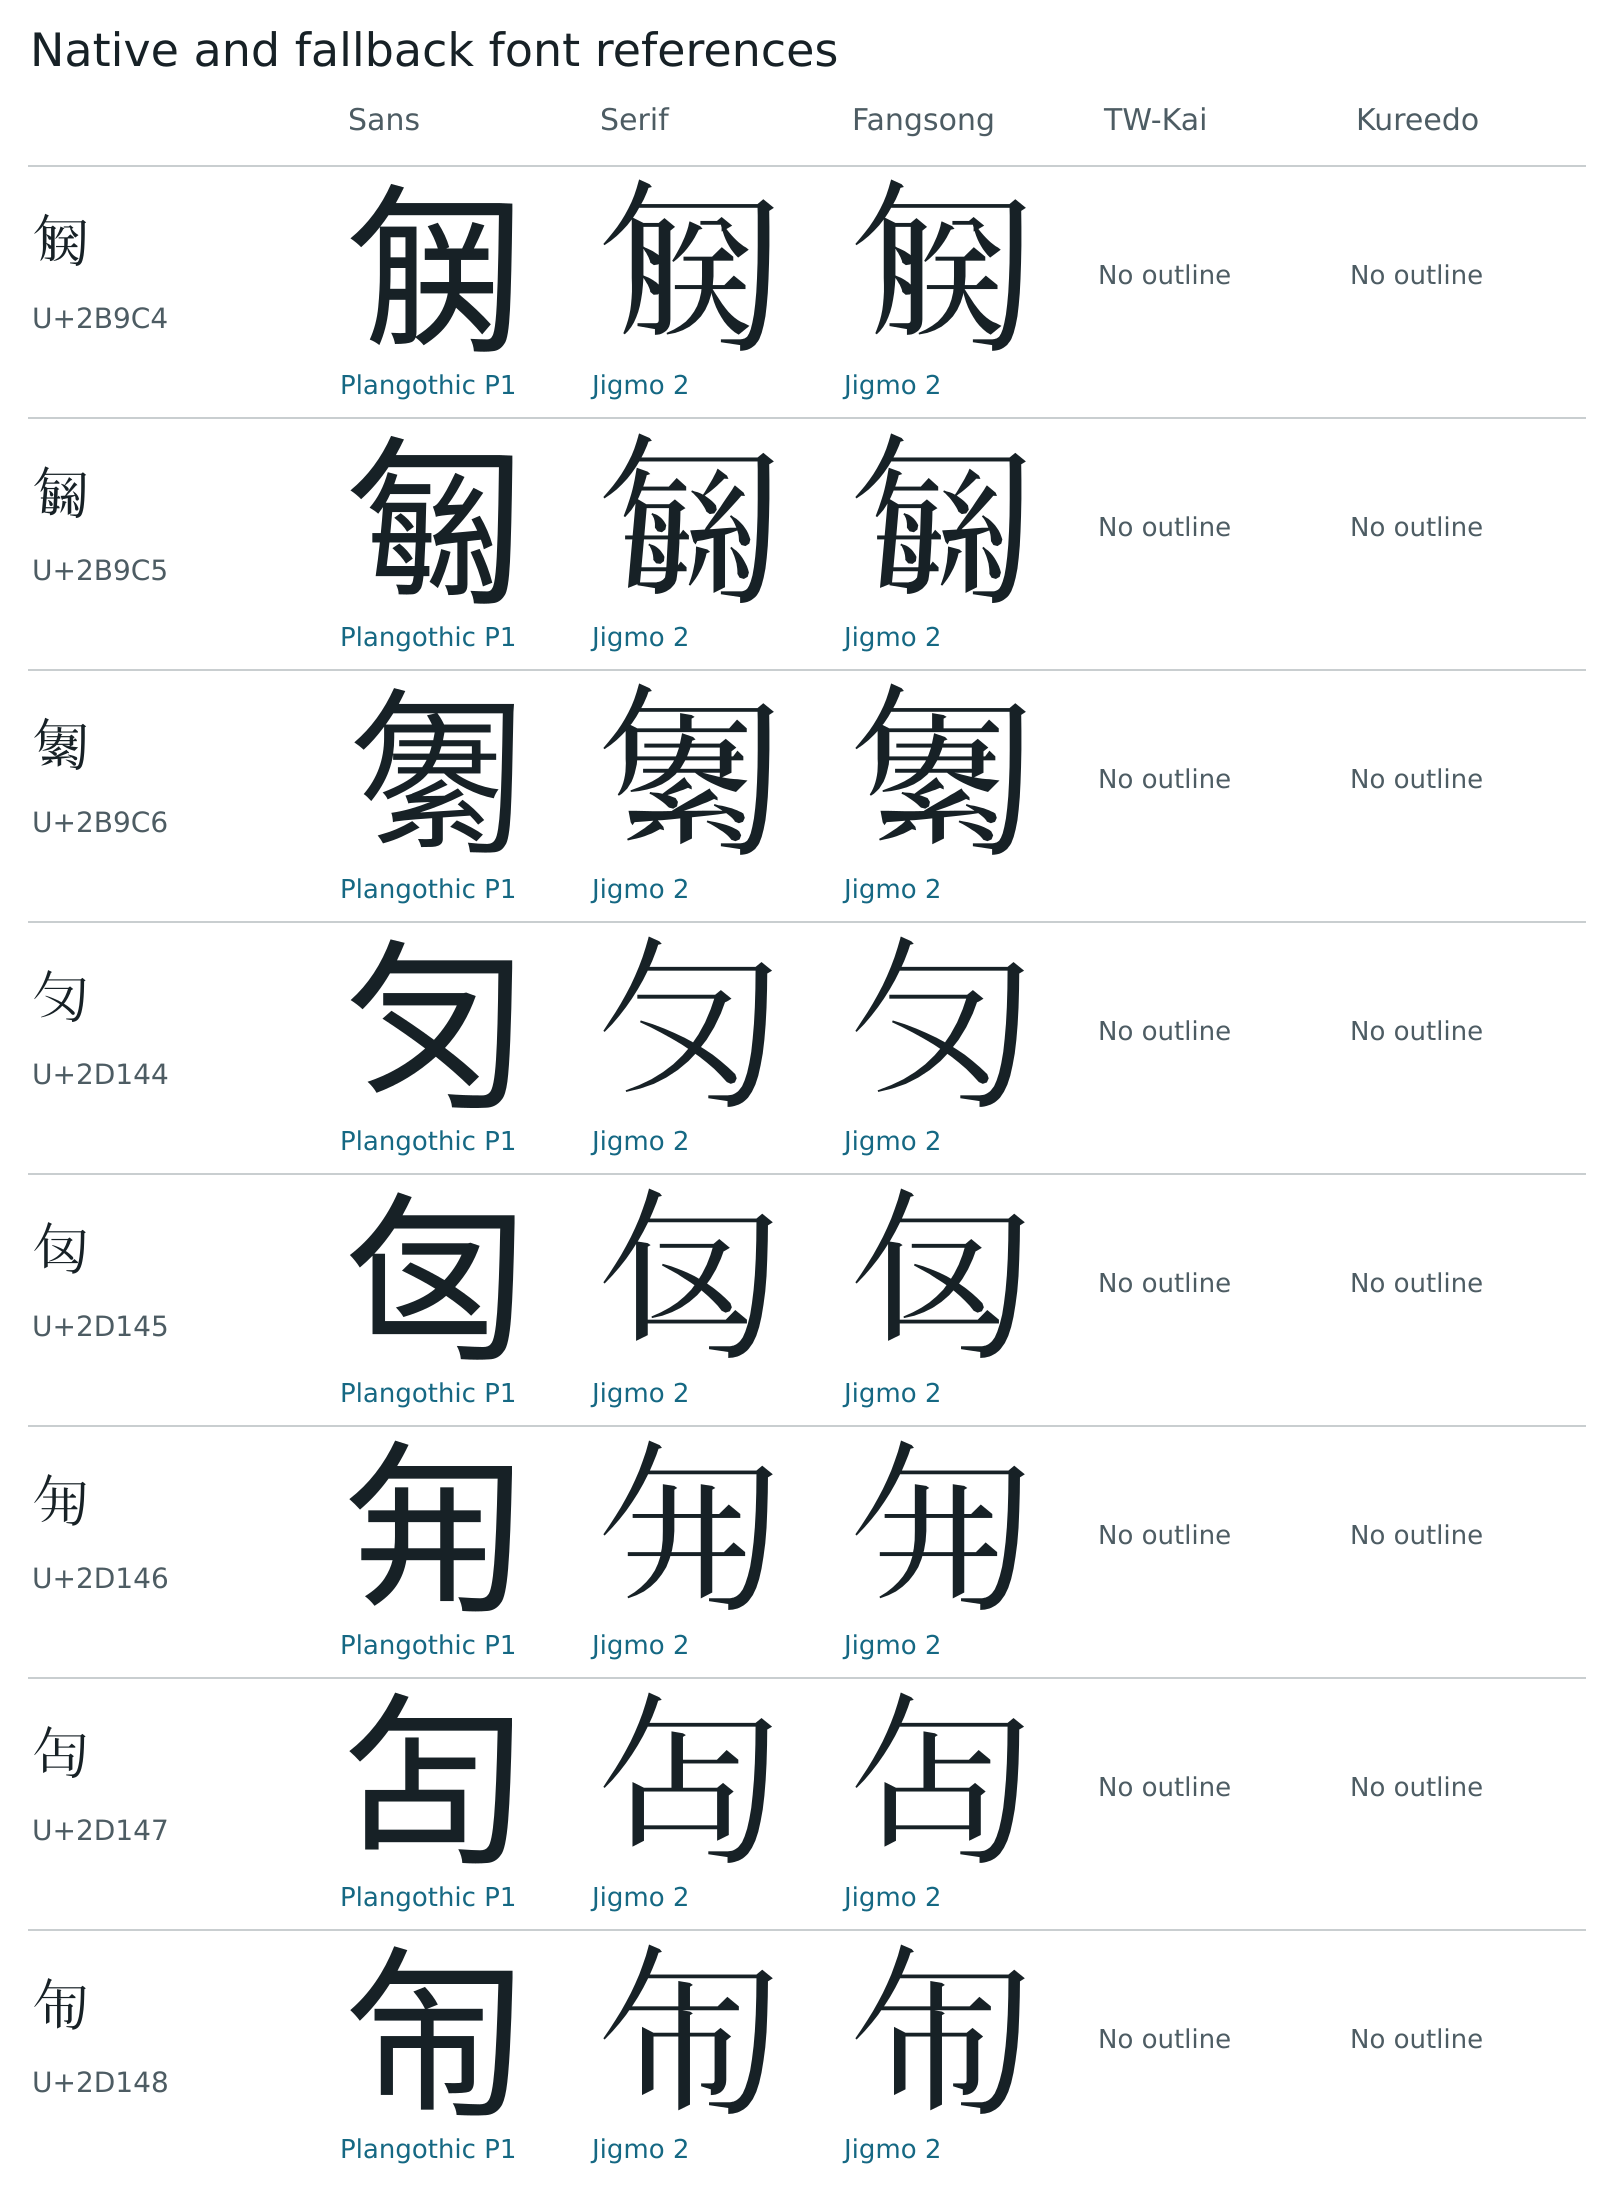 Native and fallback font references
Sans Serif Fangsong TW-Kai Kureedo
𫧄 𫧄 𫧄 𫧄 No outline No outline
U+2B9C4
Plangothic P1 Jigmo 2 Jigmo 2
𫧅 𫧅 𫧅 𫧅 No outline No outline
U+2B9C5
Plangothic P1 Jigmo 2 Jigmo 2
𫧆 𫧆 𫧆 𫧆 No outline No outline
U+2B9C6
Plangothic P1 Jigmo 2 Jigmo 2
𭅄 𭅄 𭅄 𭅄 No outline No outline
U+2D144
Plangothic P1 Jigmo 2 Jigmo 2
𭅅 𭅅 𭅅 𭅅 No outline No outline
U+2D145
Plangothic P1 Jigmo 2 Jigmo 2
𭅆 𭅆 𭅆 𭅆 No outline No outline
U+2D146
Plangothic P1 Jigmo 2 Jigmo 2
𭅇 𭅇 𭅇 𭅇 No outline No outline
U+2D147
Plangothic P1 Jigmo 2 Jigmo 2
𭅈 𭅈 𭅈 𭅈 No outline No outline
U+2D148
Plangothic P1 Jigmo 2 Jigmo 2